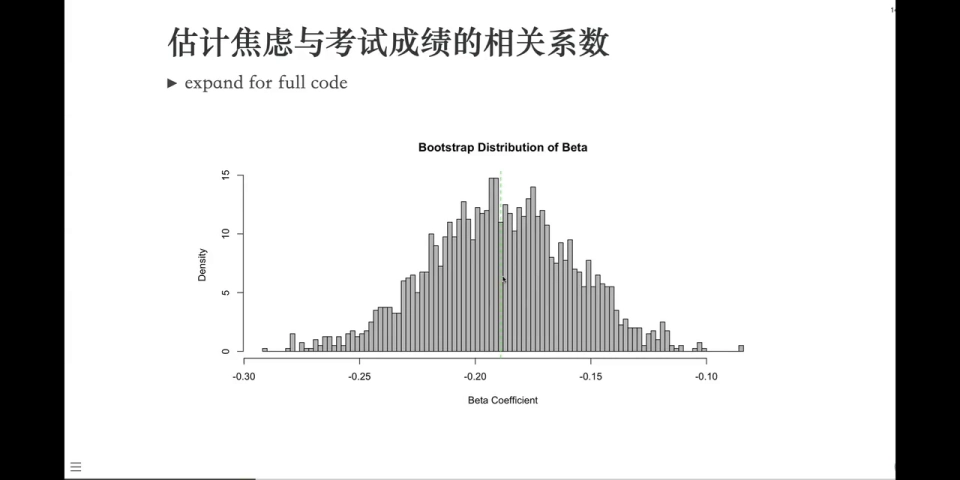 估计焦虑与考试成绩的相关系数
▶ expand for full code
Bootstrap Distribution of Beta
Density
15
10
5
0
-0.30 -0.25 -0.20 -0.15 -0.10
Beta Coefficient